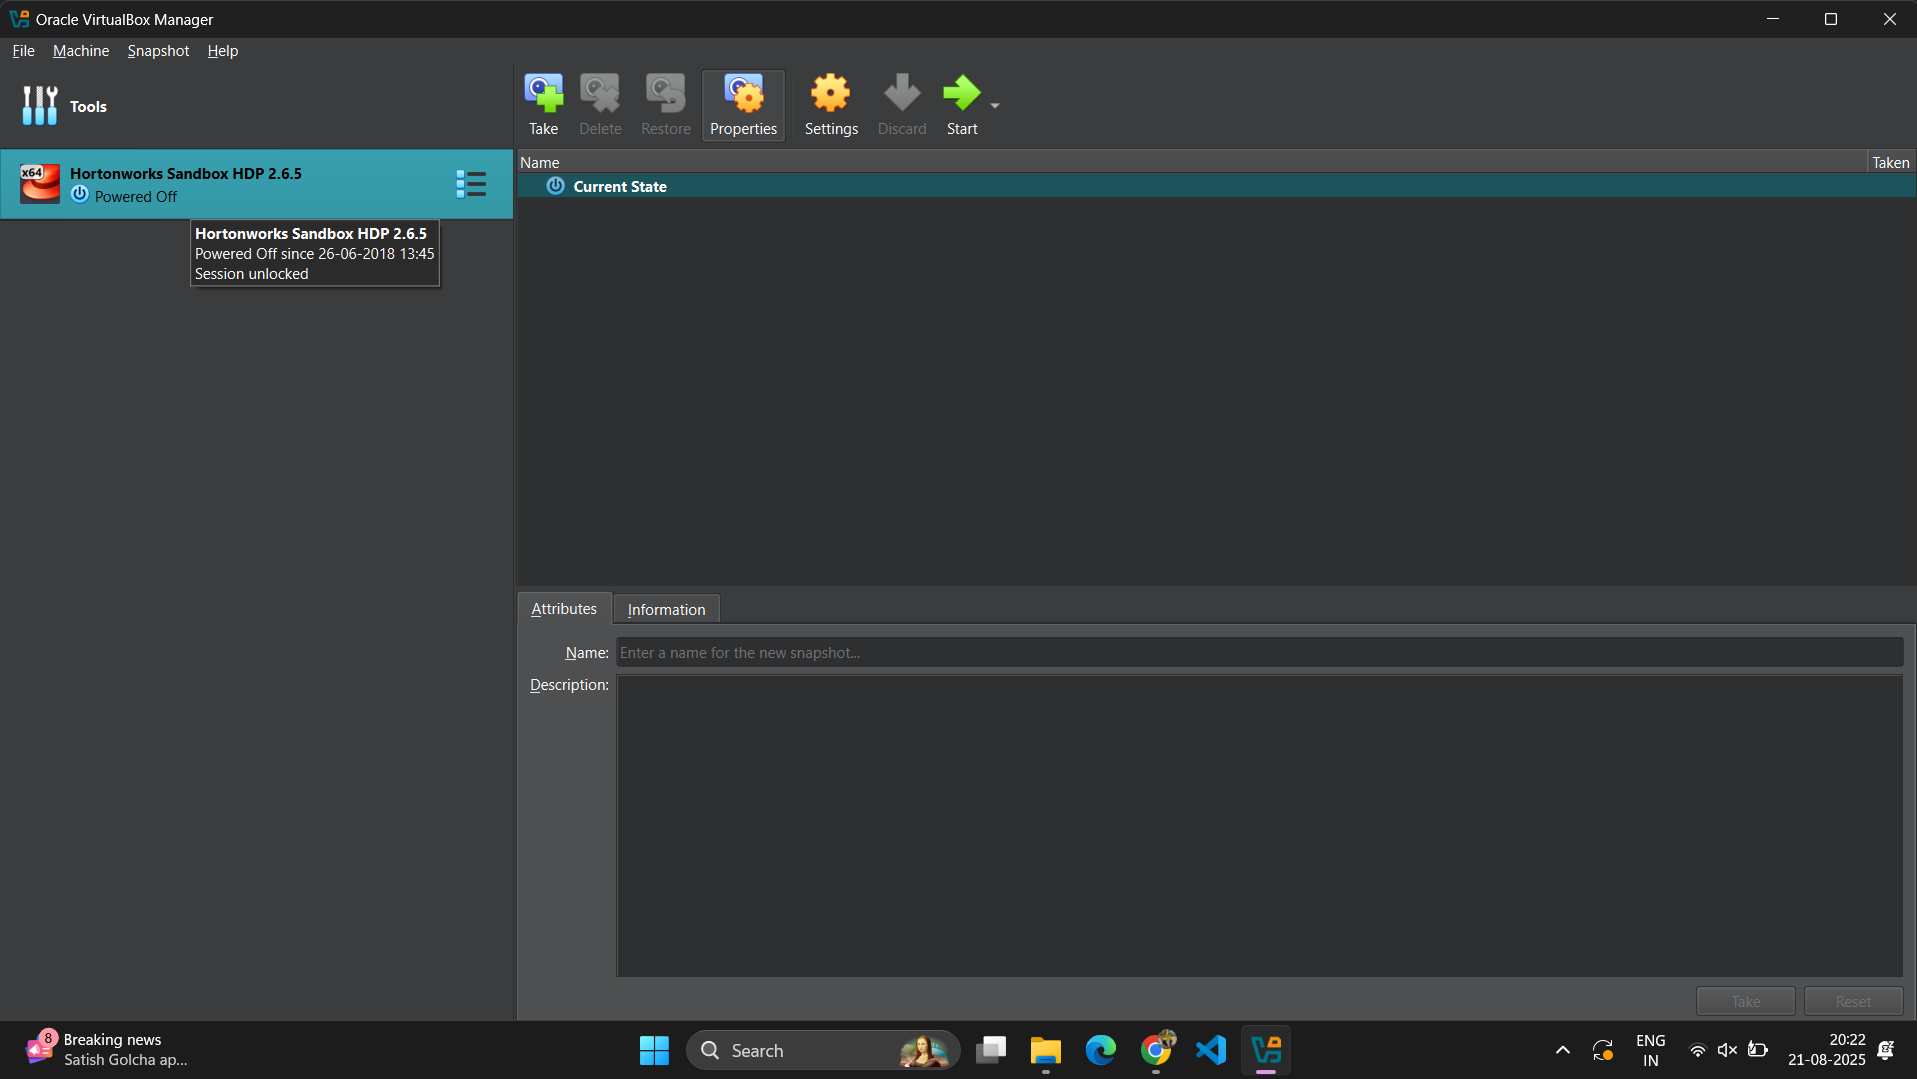 Oracle VirtualBox Manager
File Machine Snapshot Help
Tools
Take Delete Restore Properties Settings Discard Start
x64
Hortonworks Sandbox HDP 2.6.5
Powered Off
Hortonworks Sandbox HDP 2.6.5
Powered Off since 26-06-2018 13:45
Session unlocked
Name Taken
Current State
Attributes Information
Name: Enter a name for the new snapshot...
Description:
Take Reset
8
Breaking news
Satish Golcha ap...
Search
ENG
IN
20:22
21-08-2025